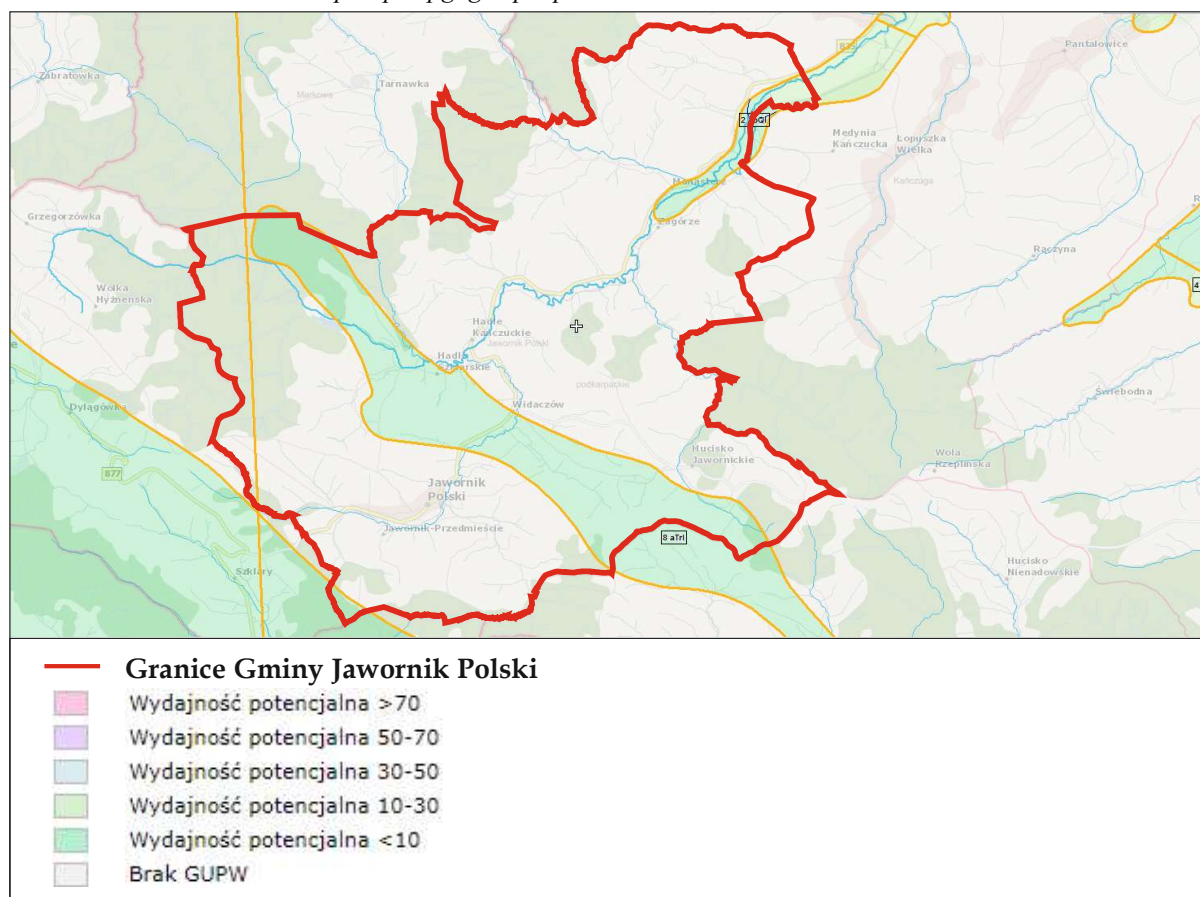 835
Pantalowice
Zabratówka
Tarnawka
Markowa
Medynia
Kańczucka
Łopuszka
Wielka
Kańczuga
Monasterz
Grzegorzówka
Zagórze
Raczyna
Wólka
Hyżneńska
Hadle
Kańczuckie
Jawornik Polski
Hadle
Szklarskie
podkarpackie
Świebodna
Dylągówka
Widaczów
877
Hucisko
Jawornickie
Wola
Rzeplińska
Jawornik
Polski
Jawornik-Przedmieście
8 aTrI
Szklary
Hucisko
Nienadowskie
Granice Gminy Jawornik Polski
Wydajność potencjalna >70
Wydajność potencjalna 50-70
Wydajność potencjalna 30-50
Wydajność potencjalna 10-30
Wydajność potencjalna <10
Brak GUPW